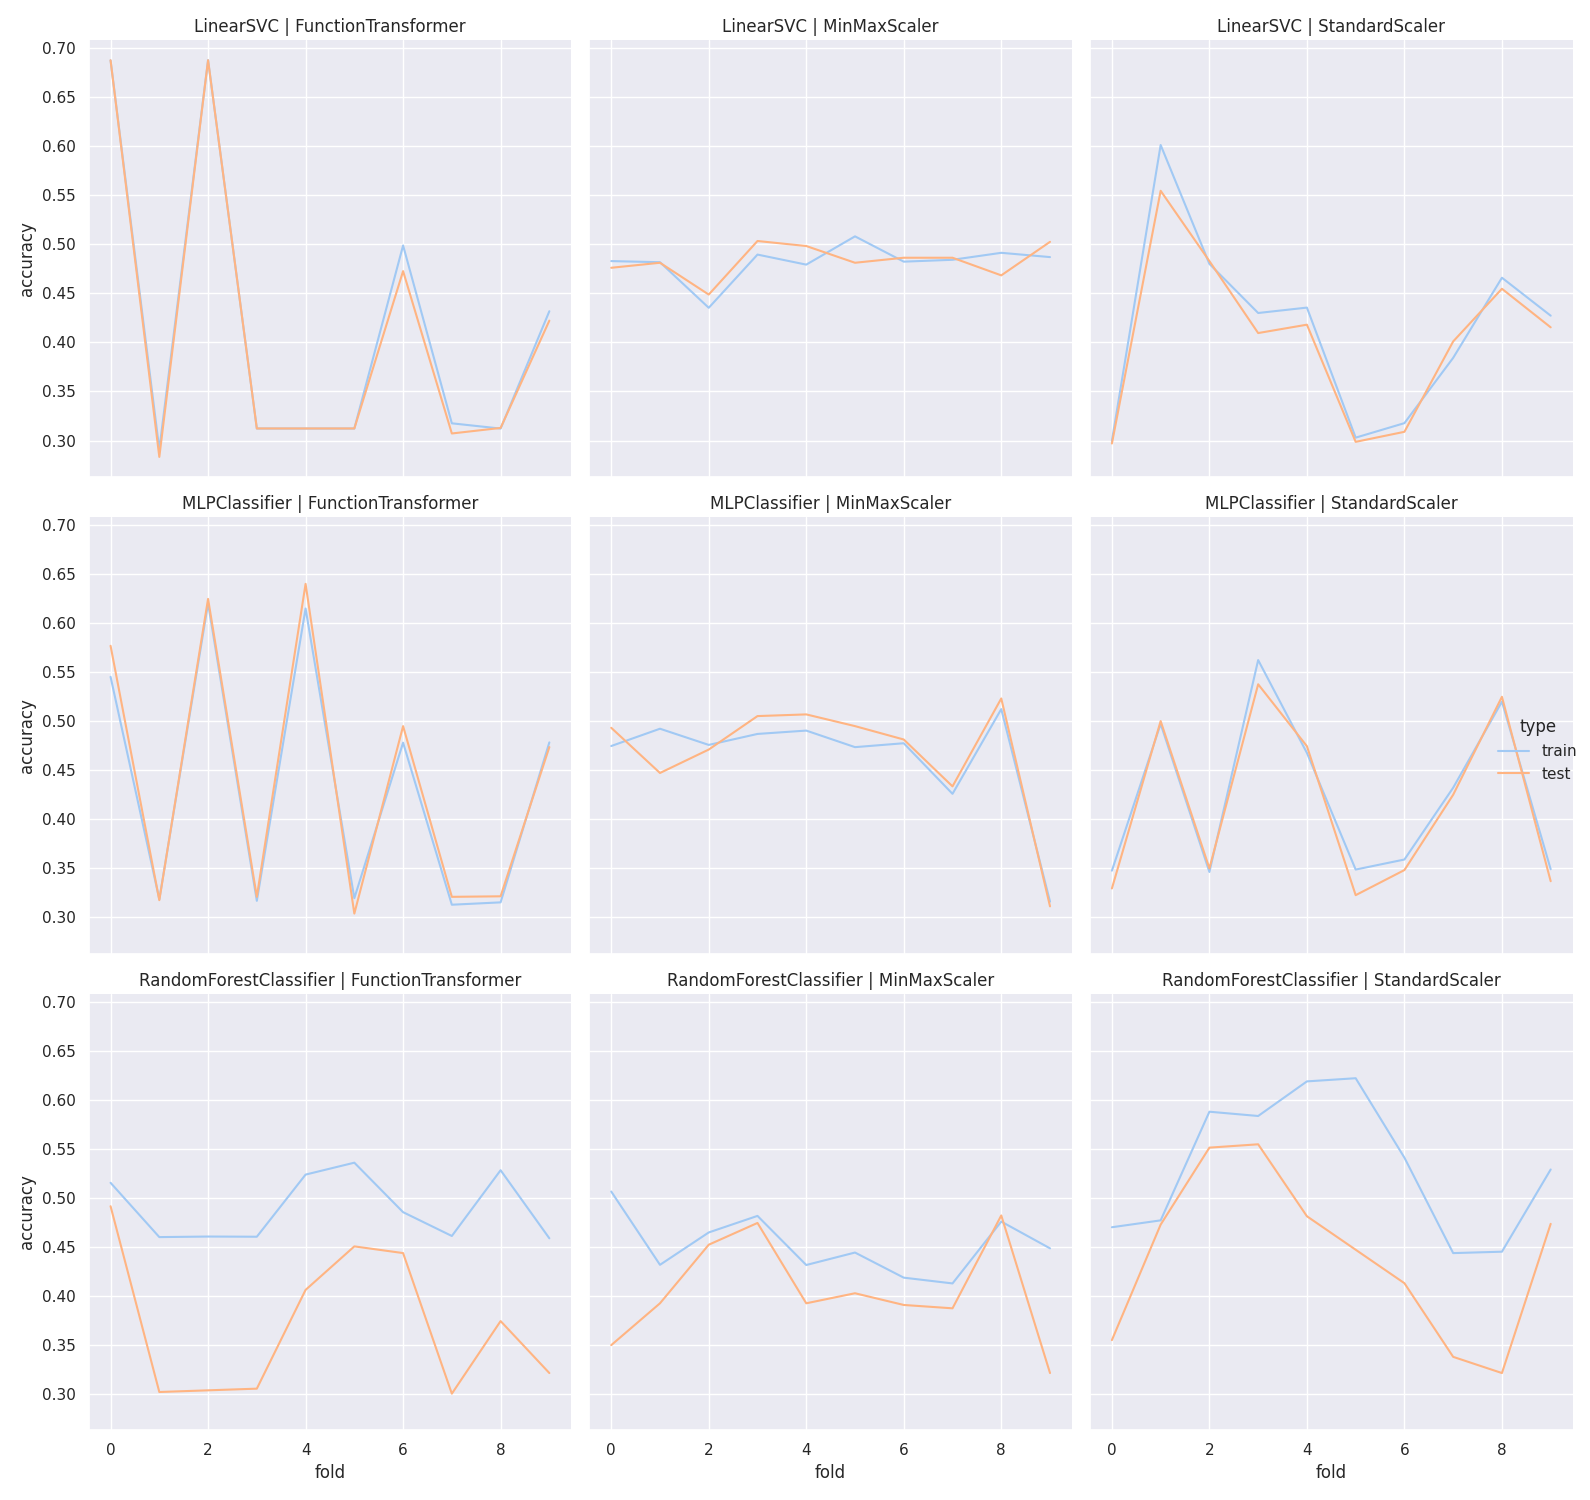 LinearSVC | FunctionTransformer
LinearSVC | MinMaxScaler
LinearSVC | StandardScaler
0.70
0.65
0.60
0.55
0.50
0.45
0.40
0.35
0.30
accuracy
MLPClassifier | FunctionTransformer
MLPClassifier | MinMaxScaler
MLPClassifier | StandardScaler
0.70
0.65
0.60
0.55
0.50
0.45
0.40
0.35
0.30
accuracy
type
train
test
RandomForestClassifier | FunctionTransformer
RandomForestClassifier | MinMaxScaler
RandomForestClassifier | StandardScaler
0.70
0.65
0.60
0.55
0.50
0.45
0.40
0.35
0.30
accuracy
0 2 4 6 8
fold
0 2 4 6 8
fold
0 2 4 6 8
fold